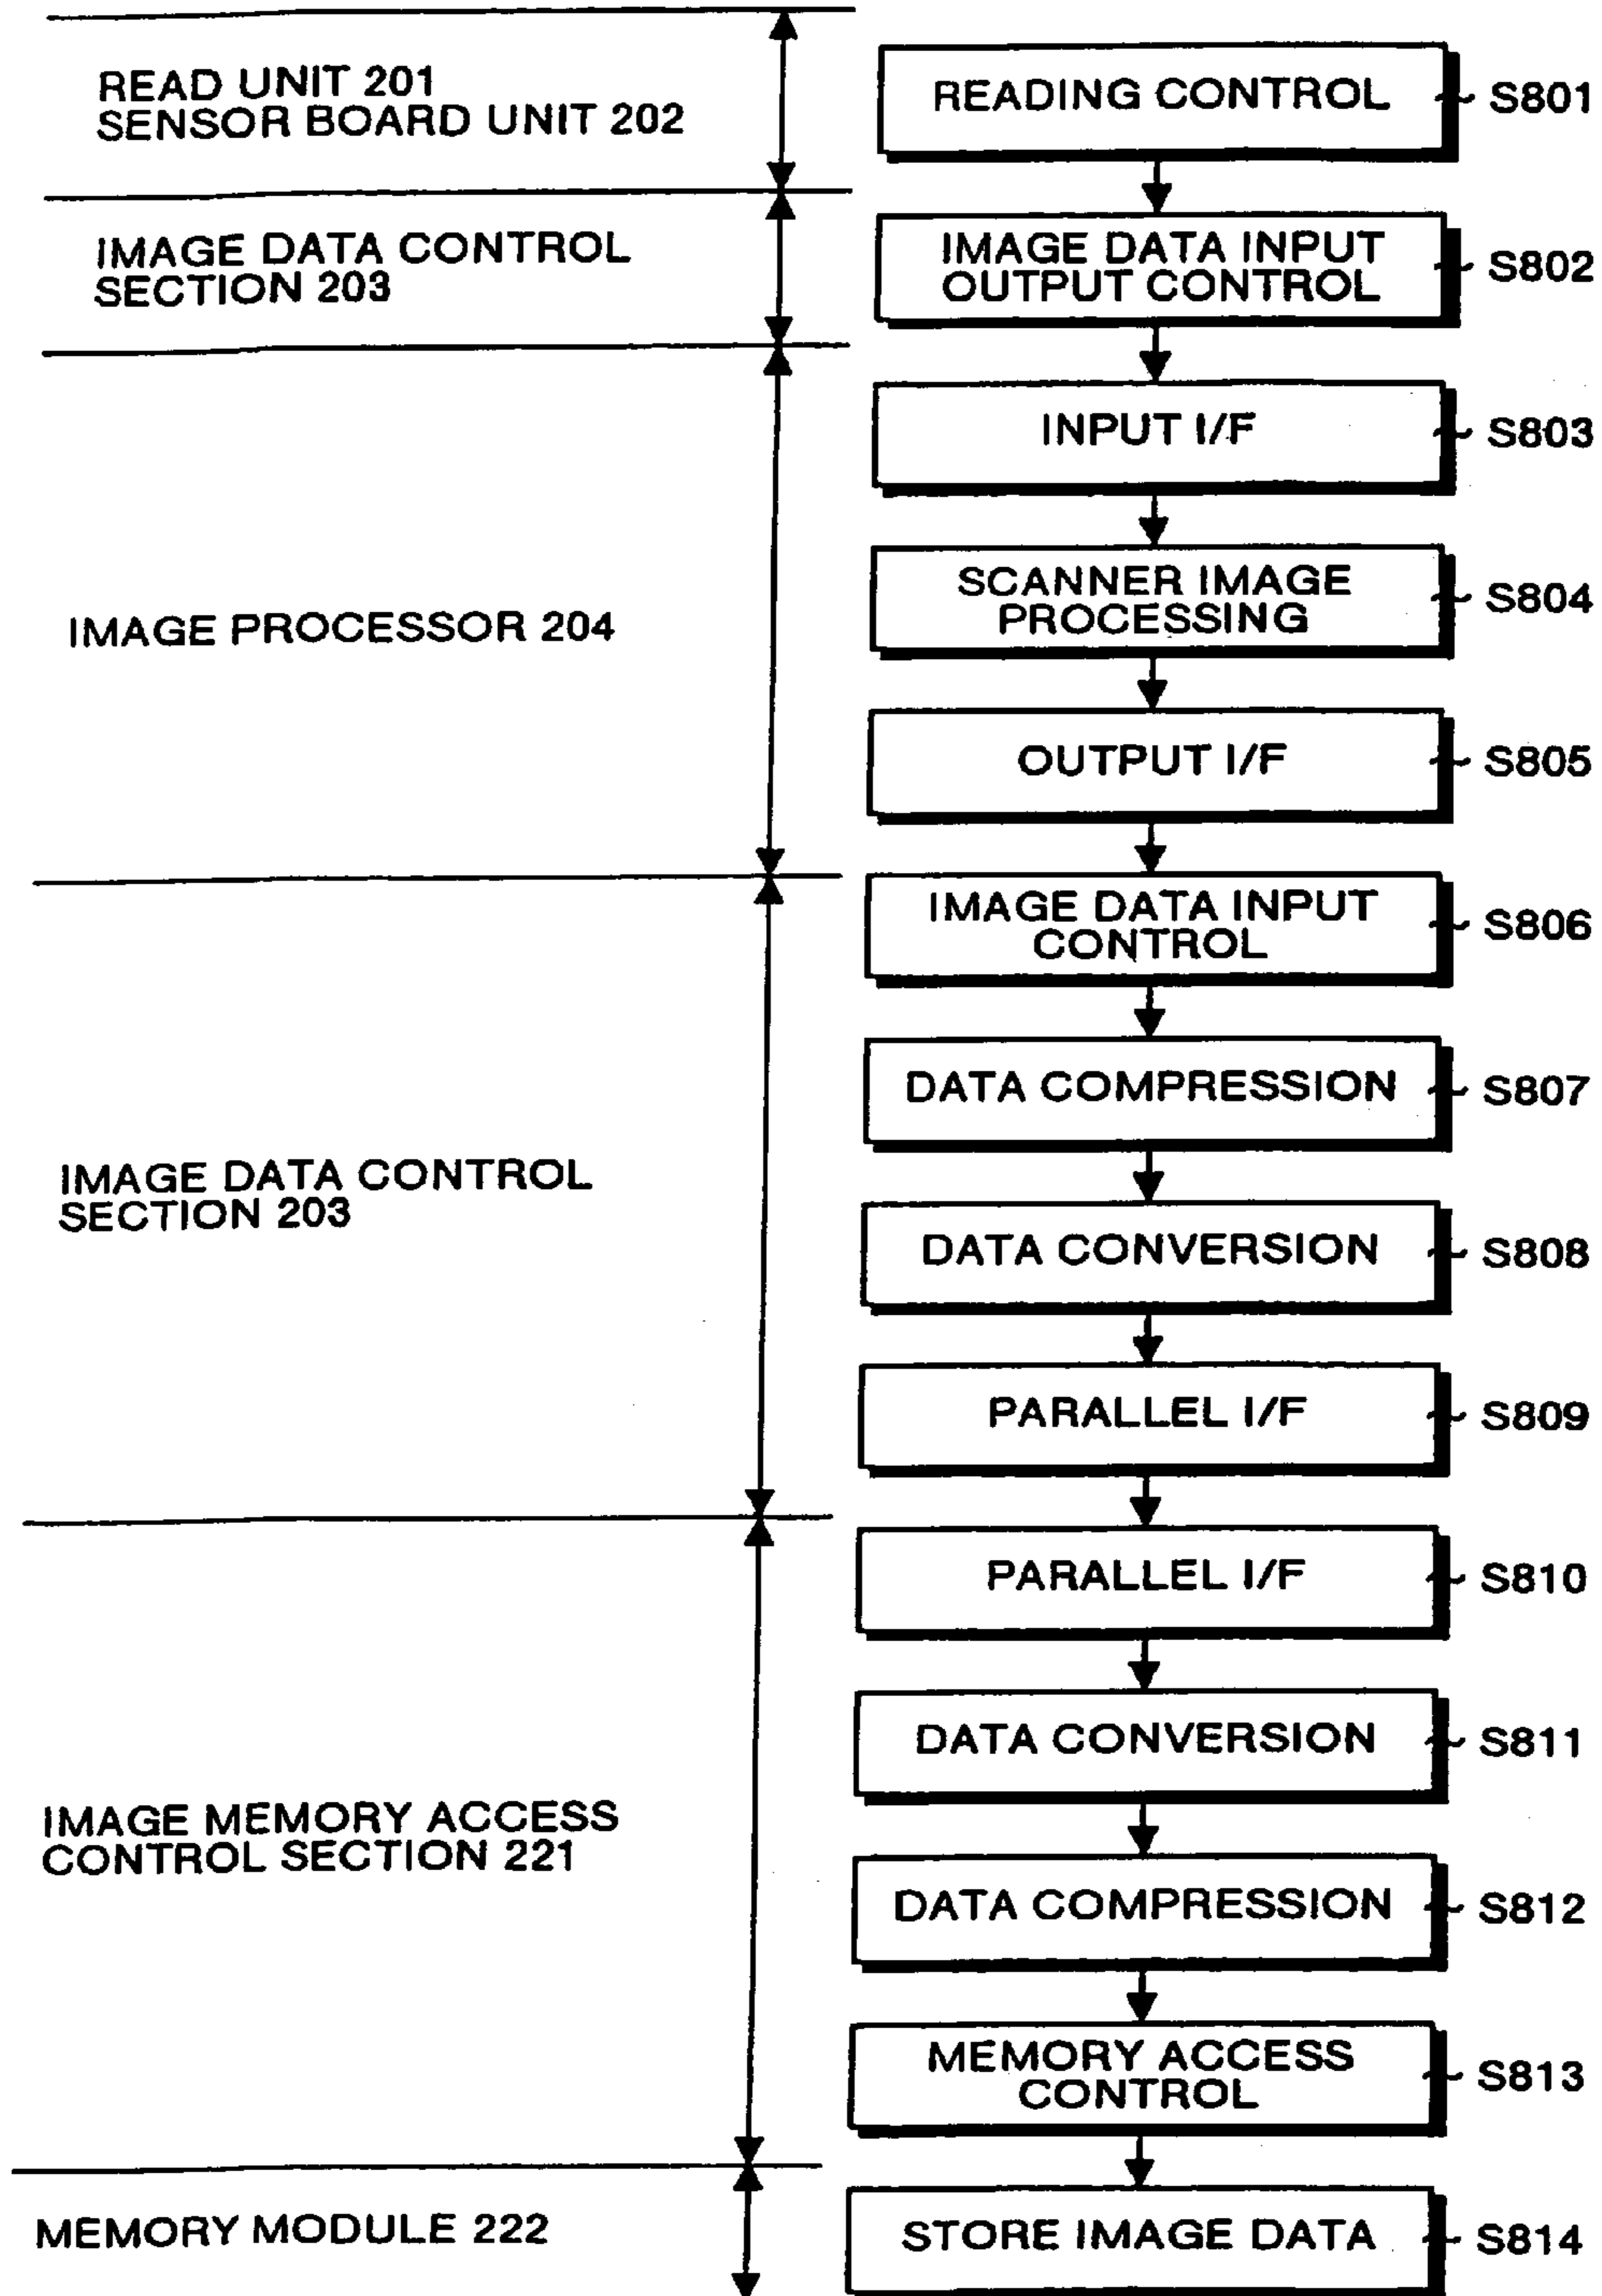 READ UNIT 201
SENSOR BOARD UNIT 202
READING CONTROL
S801
IMAGE DATA CONTROL
SECTION 203
IMAGE DATA INPUT
OUTPUT CONTROL
S802
INPUT I/F
S803
IMAGE PROCESSOR 204
SCANNER IMAGE
PROCESSING
S804
OUTPUT I/F
S805
IMAGE DATA INPUT
CONTROL
S806
DATA COMPRESSION
S807
IMAGE DATA CONTROL
SECTION 203
DATA CONVERSION
S808
PARALLEL I/F
S809
PARALLEL I/F
S810
DATA CONVERSION
S811
IMAGE MEMORY ACCESS
CONTROL SECTION 221
DATA COMPRESSION
S812
MEMORY ACCESS
CONTROL
S813
MEMORY MODULE 222
STORE IMAGE DATA
S814